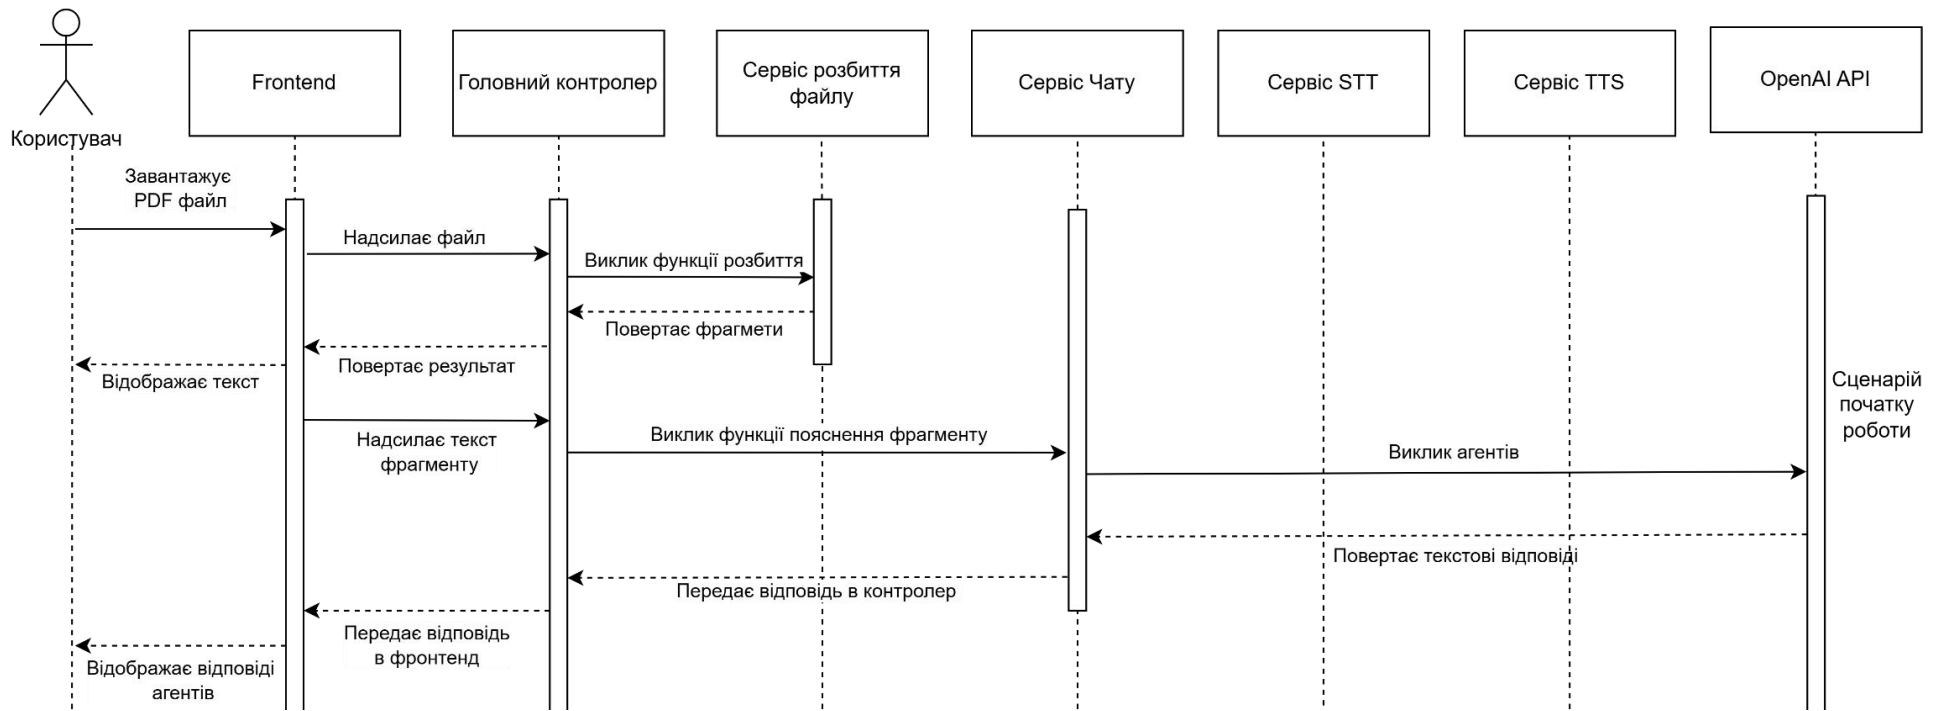 Користувач
Frontend
Головний контролер
Сервіс розбиття
файлу
Сервіс Чату
Сервіс STT
Сервіс TTS
OpenAI API
Завантажує
PDF файл
Надсилає файл
Виклик функції розбиття
Повертає фрагмети
Повертає результат
Відображає текст
Надсилає текст
фрагменту
Виклик функції пояснення фрагменту
Виклик агентів
Сценарій
початку
роботи
Повертає текстові відповіді
Передає відповідь в контролер
Передає відповідь
в фронтенд
Відображає відповіді
агентів